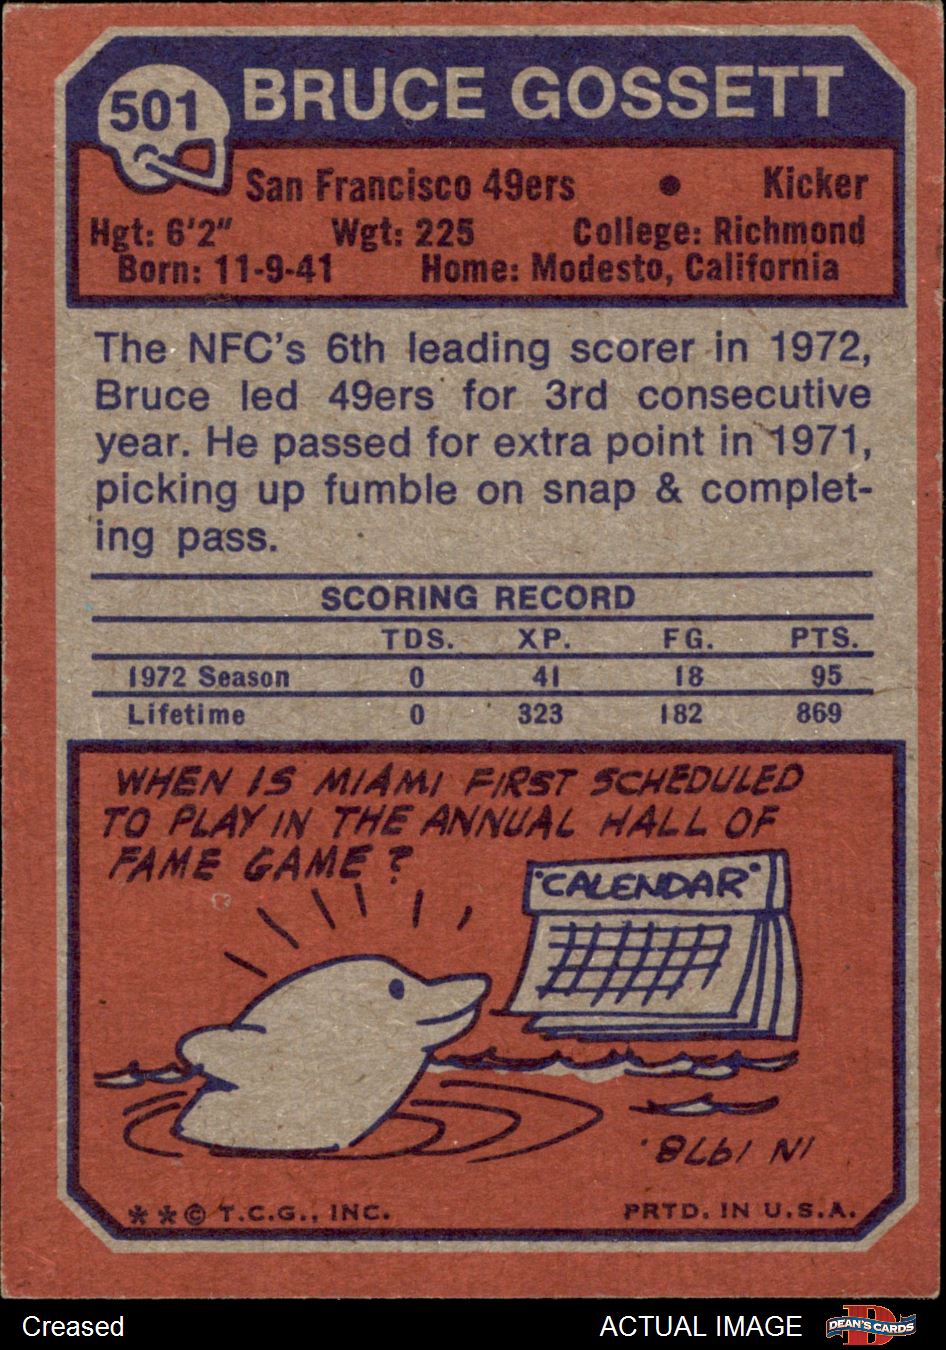 501 BRUCE GOSSETT
San Francisco 49ers • Kicker
Hgt: 6'2" Wgt: 225 College: Richmond
Born: 11-9-41 Home: Modesto, California
The NFC's 6th leading scorer in 1972,
Bruce led 49ers for 3rd consecutive
year. He passed for extra point in 1971,
picking up fumble on snap & complet-
ing pass.
SCORING RECORD
TDS. XP. FG. PTS.
1972 Season 0 41 18 95
Lifetime 0 323 182 869
WHEN IS MIAMI FIRST SCHEDULED
TO PLAY IN THE ANNUAL HALL OF
FAME GAME?
"CALENDAR"
IN 1978.
**© T.C.G., INC. PRTD. IN U.S.A.
Creased ACTUAL IMAGE DEAN'S CARDS